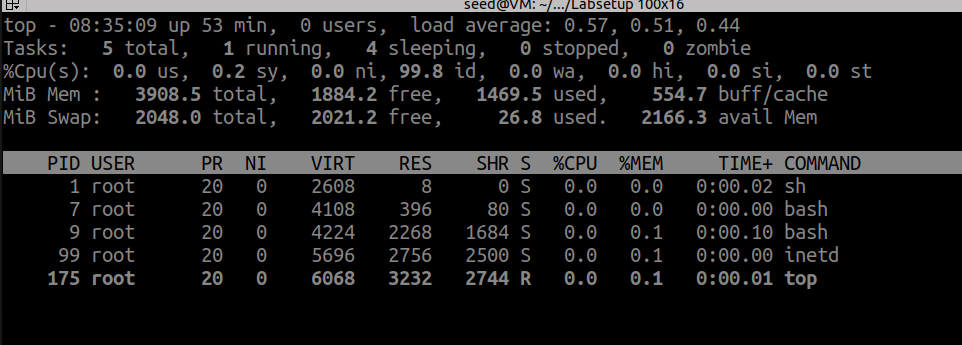 seed@VM: ~/.../Labsetup 100x16
top - 08:35:09 up 53 min,  0 users,  load average: 0.57, 0.51, 0.44
Tasks:   5 total,   1 running,   4 sleeping,   0 stopped,   0 zombie
%Cpu(s):  0.0 us,  0.2 sy,  0.0 ni, 99.8 id,  0.0 wa,  0.0 hi,  0.0 si,  0.0 st
MiB Mem :   3908.5 total,   1884.2 free,   1469.5 used,    554.7 buff/cache
MiB Swap:   2048.0 total,   2021.2 free,     26.8 used.   2166.3 avail Mem
PID USER      PR  NI    VIRT    RES    SHR S  %CPU  %MEM     TIME+ COMMAND
1 root      20   0    2608      8      0 S   0.0   0.0   0:00.02 sh
7 root      20   0    4108    396     80 S   0.0   0.0   0:00.00 bash
9 root      20   0    4224   2268   1684 S   0.0   0.1   0:00.10 bash
99 root      20   0    5696   2756   2500 S   0.0   0.1   0:00.00 inetd
175 root      20   0    6068   3232   2744 R   0.0   0.1   0:00.01 top